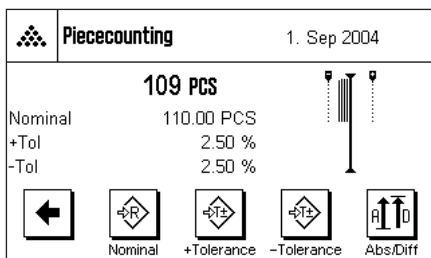 Piececounting 1. Sep 2004
109 PCS
Nominal 110.00 PCS
+Tol 2.50 %
-Tol 2.50 %
R T± T± A D
Nominal +Tolerance -Tolerance Abs/Diff